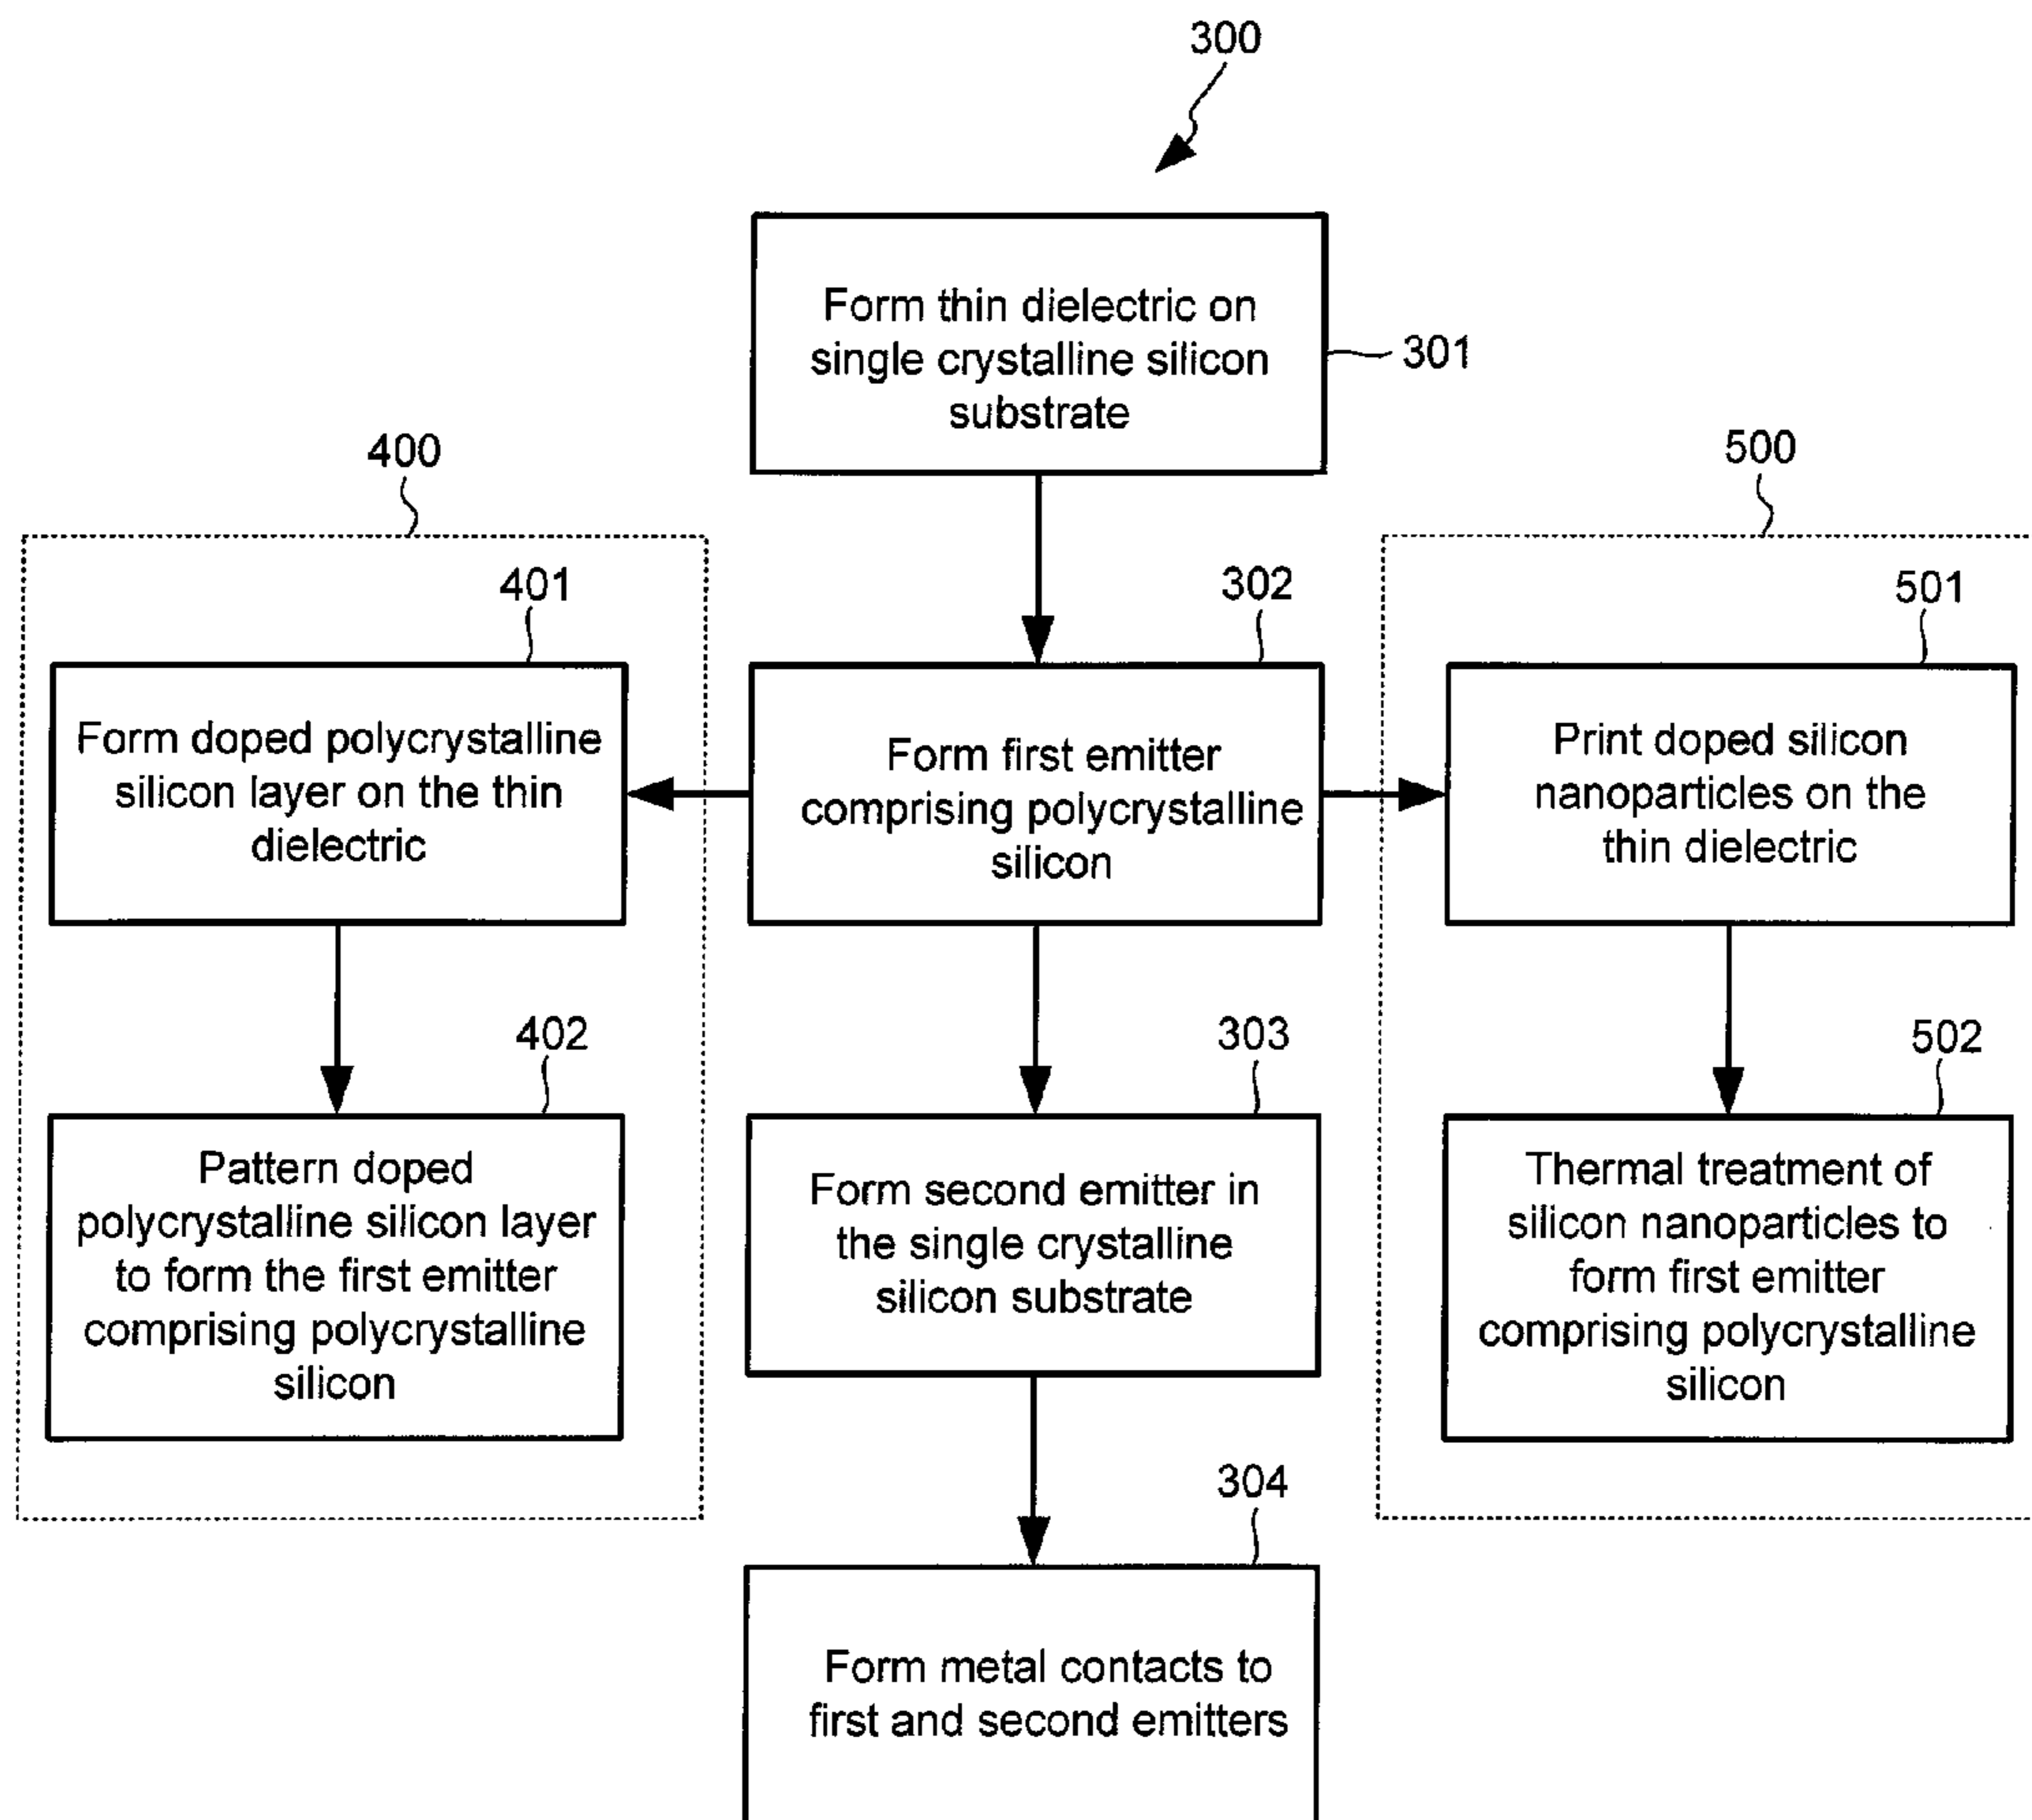 300
Form thin dielectric on
single crystalline silicon
substrate
301
400
500
401
302
501
Form doped polycrystalline
silicon layer on the thin
dielectric
Form first emitter
comprising polycrystalline
silicon
Print doped silicon
nanoparticles on the
thin dielectric
402
303
502
Pattern doped
polycrystalline silicon layer
to form the first emitter
comprising polycrystalline
silicon
Form second emitter in
the single crystalline
silicon substrate
Thermal treatment of
silicon nanoparticles to
form first emitter
comprising polycrystalline
silicon
304
Form metal contacts to
first and second emitters